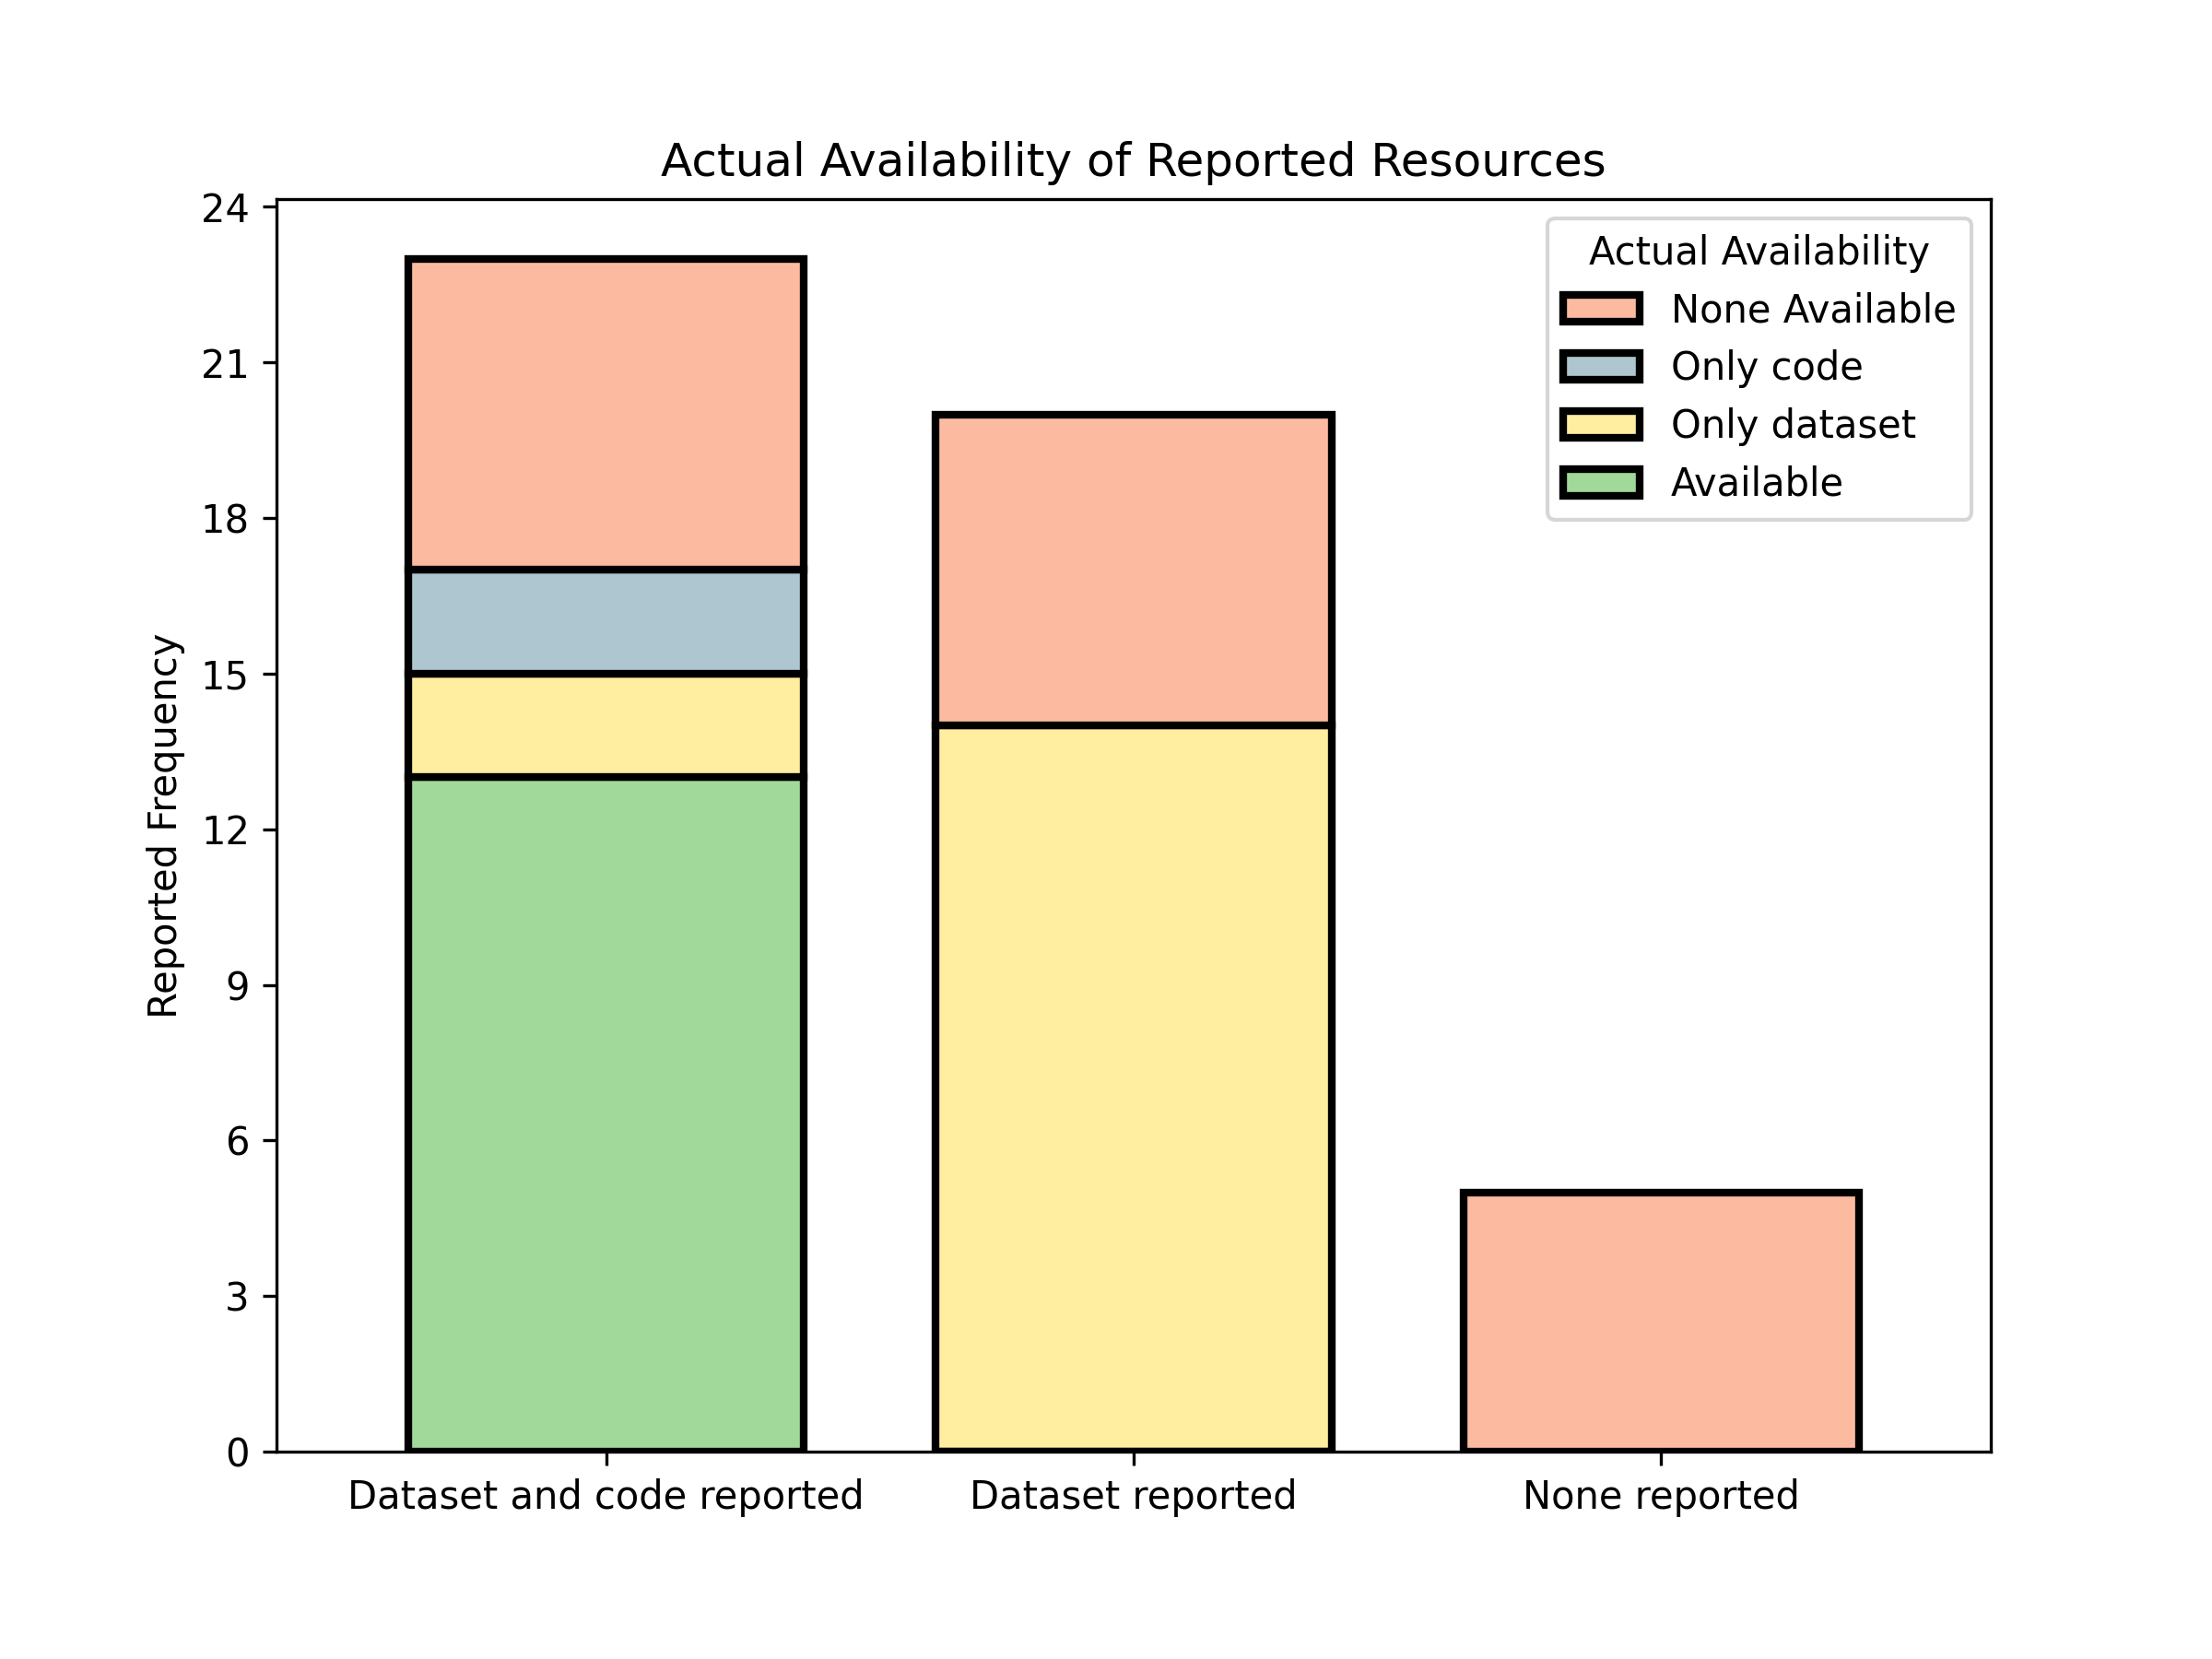 Actual Availability of Reported Resources
Reported Frequency
24
21
18
15
12
9
6
3
0
Actual Availability
None Available
Only code
Only dataset
Available
Dataset and code reported
Dataset reported
None reported